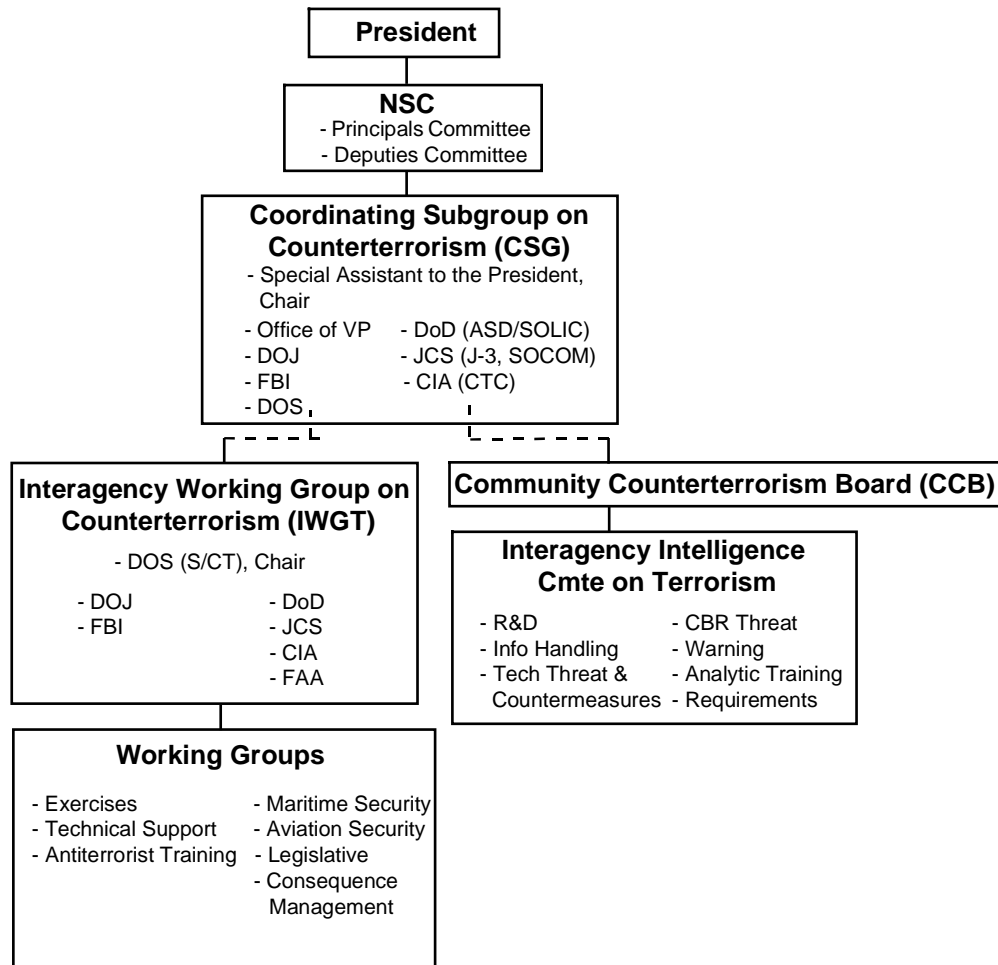 President
NSC
- Principals Committee
- Deputies Committee
Coordinating Subgroup on
Counterterrorism (CSG)
- Special Assistant to the President,
Chair
- Office of VP
- DOJ
- FBI
- DOS
- DoD (ASD/SOLIC)
- JCS (J-3, SOCOM)
- CIA (CTC)
Interagency Working Group on
Counterterrorism (IWGT)
- DOS (S/CT), Chair
- DOJ
- FBI
- DoD
- JCS
- CIA
- FAA
Community Counterterrorism Board (CCB)
Interagency Intelligence
Cmte on Terrorism
- R&D
- Info Handling
- Tech Threat &
Countermeasures
- CBR Threat
- Warning
- Analytic Training
- Requirements
Working Groups
- Exercises
- Technical Support
- Antiterrorist Training
- Maritime Security
- Aviation Security
- Legislative
- Consequence
Management